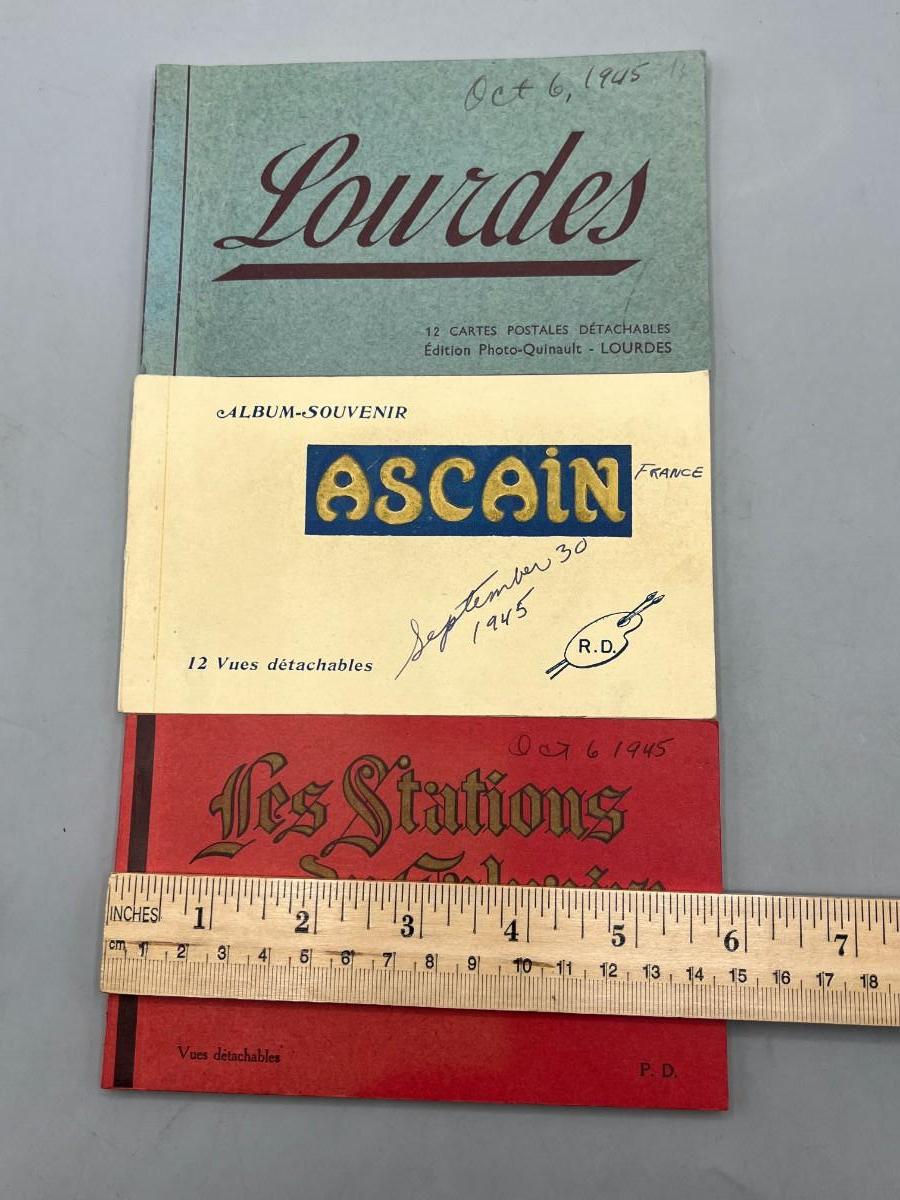 Oct 6, 1945
Lourdes
12 CARTES POSTALES DÉTACHABLES
Édition Photo-Quinault - LOURDES
ALBUM-SOUVENIR
ASCAIN FRANCE
September 30
1945
12 Vues détachables
R.D.
Oct 6 1945
Les Stations
INCHES 1 2 3 4 5 6 7
cm 1 2 3 4 5 6 7 8 9 10 11 12 13 14 15 16 17 18
Vues détachables
P. D.